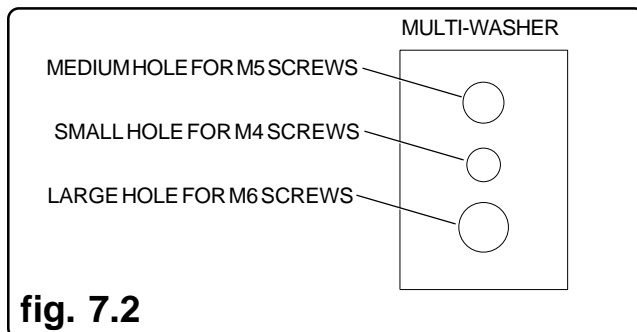 MULTI-WASHER
MEDIUM HOLE FOR M5 SCREWS
SMALL HOLE FOR M4 SCREWS
LARGE HOLE FOR M6 SCREWS
fig. 7.2